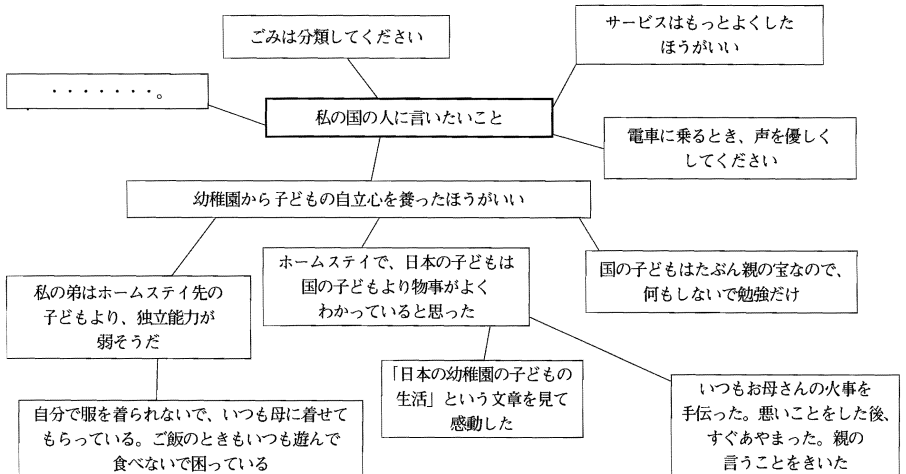 ごみは分類してください
サービスはもっとよくした
ほうがいい
・・・・・・・。
私の国の人に言いたいこと
電車に乗るとき、声を優しく
してください
幼稚園から子どもの自立心を養ったほうがいい
私の弟はホームステイ先の
子どもより、独立能力が
弱そうだ
ホームステイで、日本の子どもは
国の子どもより物事がよく
わかっていると思った
国の子どもはたぶん親の宝なので、
何もしないで勉強だけ
自分で服を着られないで、いつも母に着せて
もらっている。ご飯のときもいつも遊んで
食べないで困っている
「日本の幼稚園の子どもの
生活」という文章を見て
感動した
いつもお母さんの火事を
手伝った。悪いことをした後、
すぐあやまった。親の
言うことをきいた